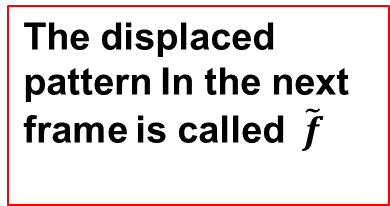 The displaced
pattern In the next
frame is called f̃